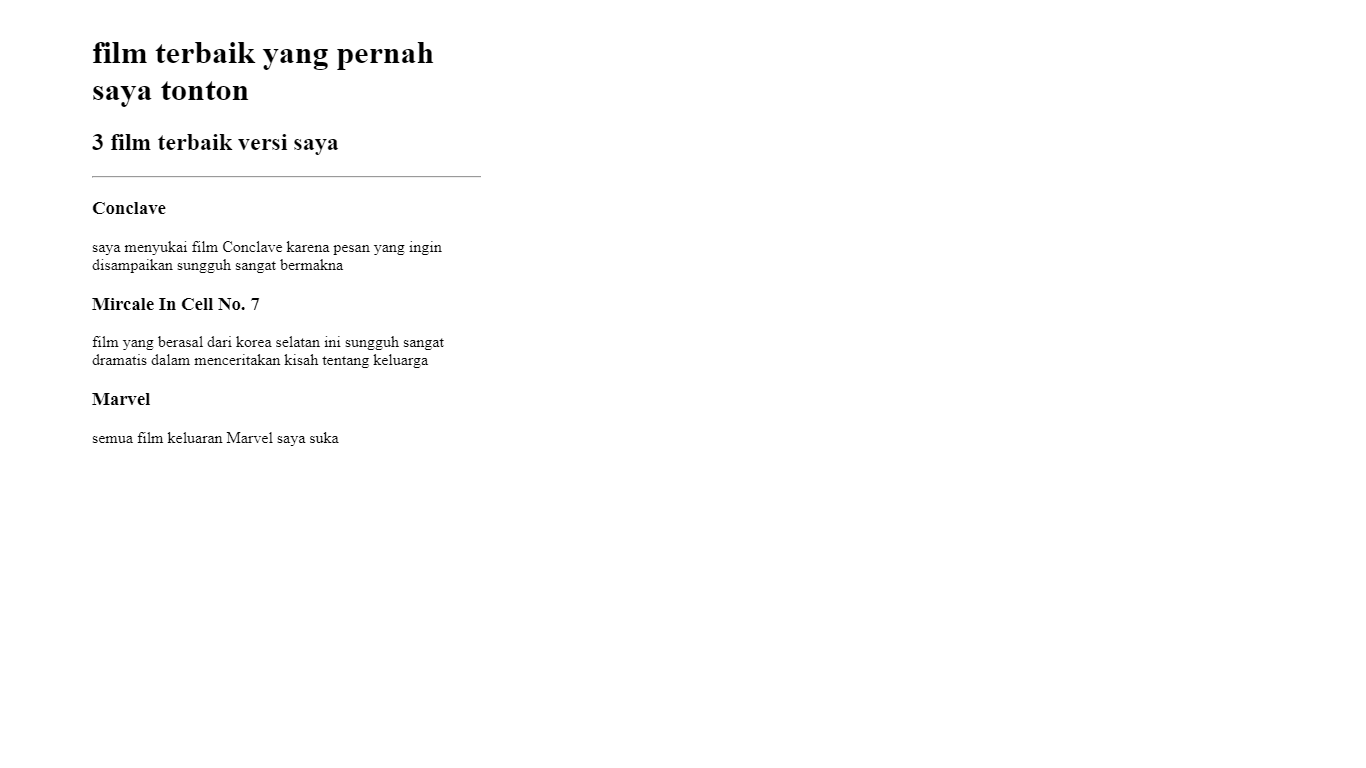 film terbaik yang pernah
saya tonton
3 film terbaik versi saya
Conclave
saya menyukai film Conclave karena pesan yang ingin
disampaikan sungguh sangat bermakna
Mircale In Cell No. 7
film yang berasal dari korea selatan ini sungguh sangat
dramatis dalam menceritakan kisah tentang keluarga
Marvel
semua film keluaran Marvel saya suka